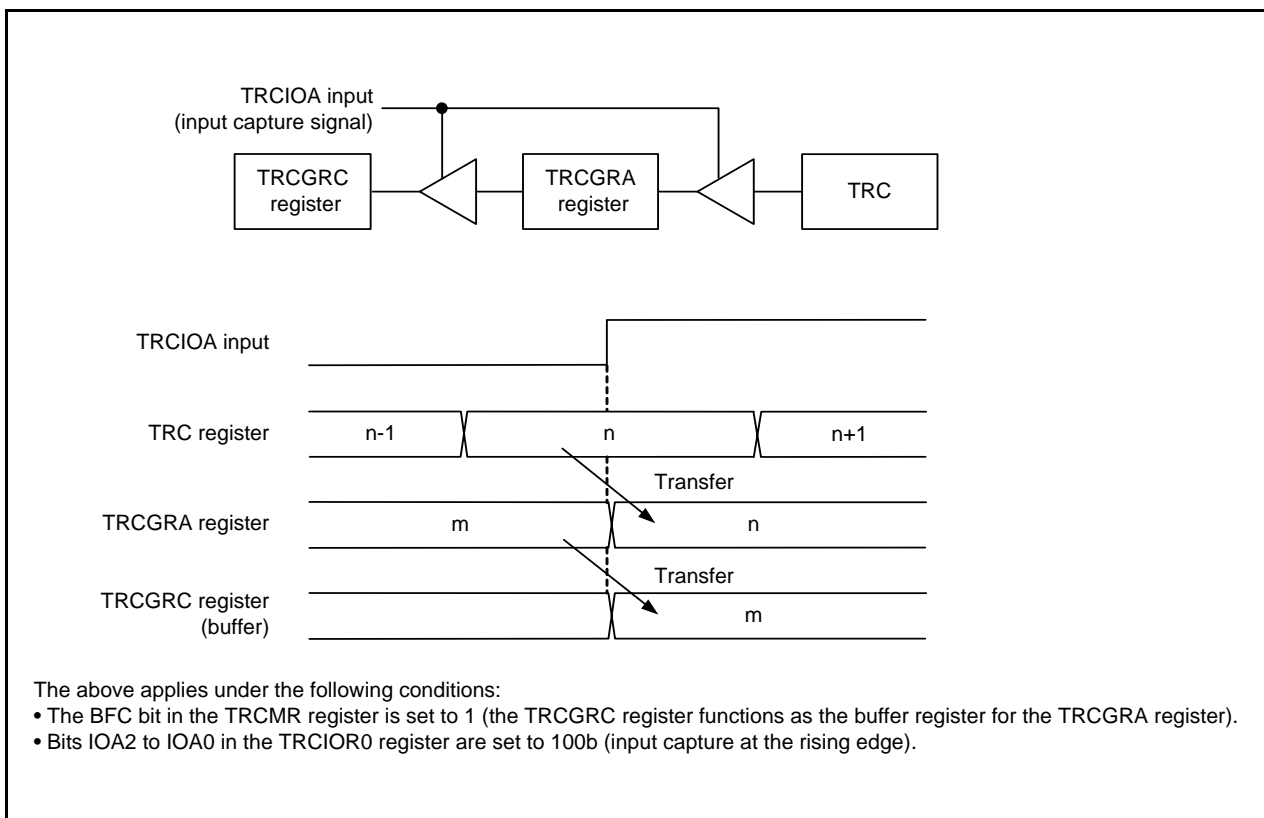 TRCIOA input
(input capture signal)
TRCGRC
register
TRCGRA
register
TRC
TRCIOA input
TRC register
n-1
n
n+1
Transfer
TRCGRA register
m
n
Transfer
TRCGRC register
(buffer)
m
The above applies under the following conditions:
• The BFC bit in the TRCMR register is set to 1 (the TRCGRC register functions as the buffer register for the TRCGRA register).
• Bits IOA2 to IOA0 in the TRCIOR0 register are set to 100b (input capture at the rising edge).